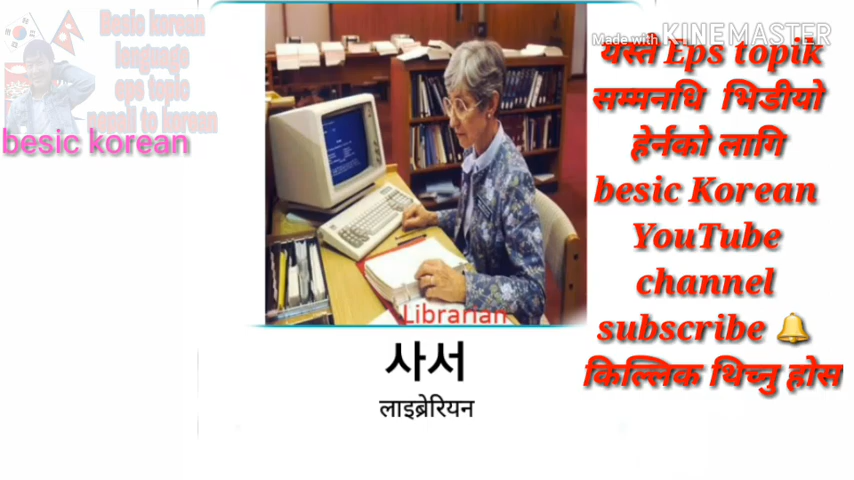 Besic korean
language
eps topic
nepali to korean
besic korean
Librarian
사서
लाइब्रेरियन
Made with KINEMASTER
यस्तै Eps topik
सम्मनधि भिडीयो
हेर्नको लागि
besic Korean
YouTube
channel
subscribe 🔔
किल्लिक थिच्नु होस